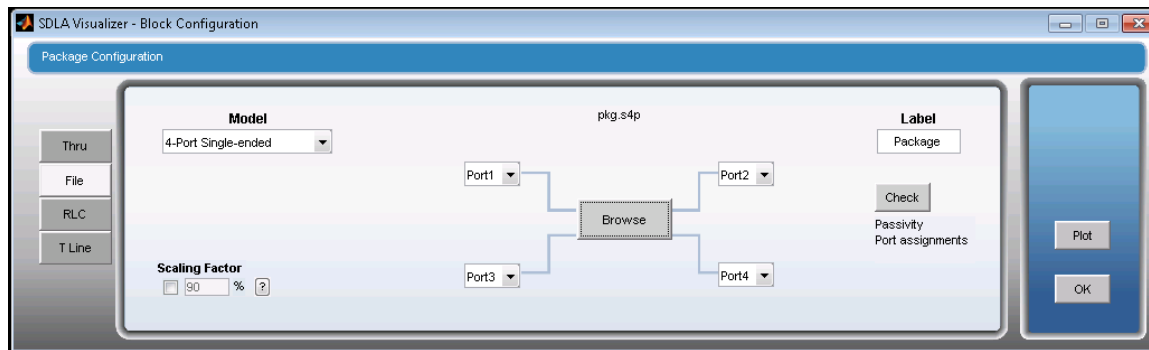 SDLA Visualizer - Block Configuration
Package Configuration
Model
pkg.s4p
Label
Thru
4-Port Single-ended
Package
File
Port1
Port2
Check
RLC
Browse
Passivity
Port assignments
T Line
Plot
Scaling Factor
Port3
Port4
90 % ?
OK